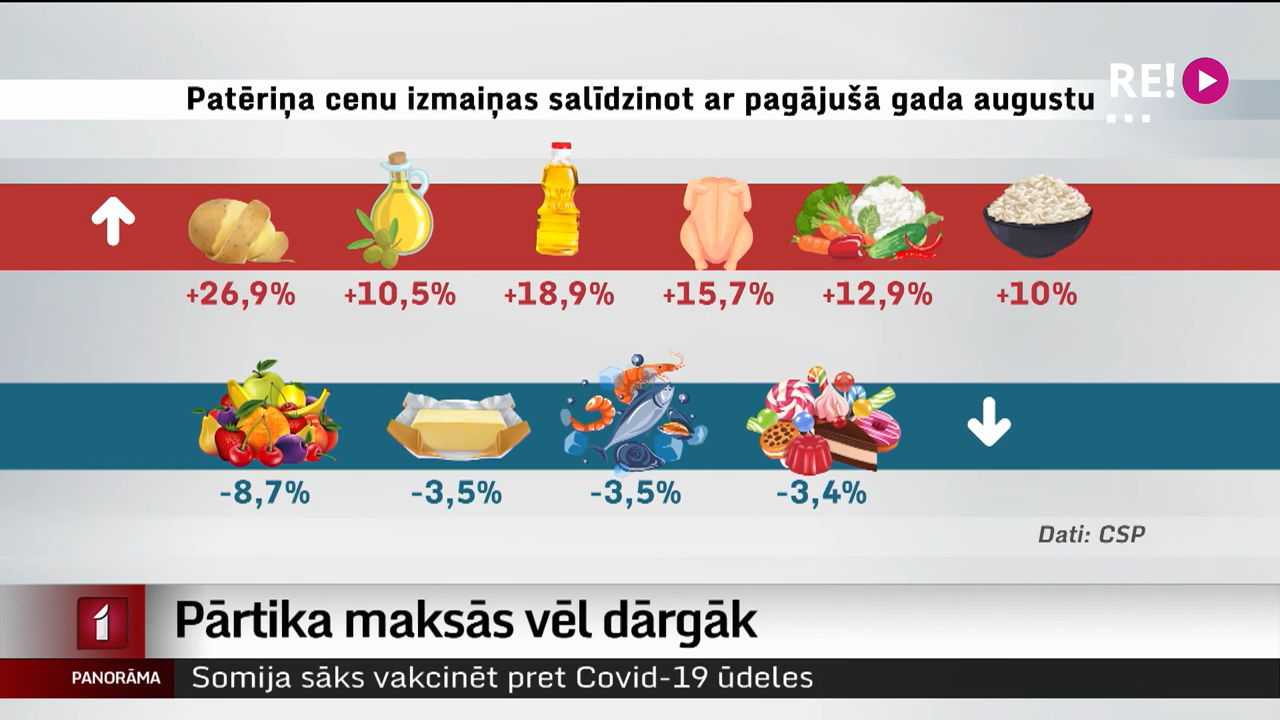 RE!
Patēriņa cenu izmaiņas salīdzinot ar pagājušā gada augustu
+26,9% +10,5% +18,9% +15,7% +12,9% +10%
-8,7% -3,5% -3,5% -3,4%
Dati: CSP
1 Pārtika maksās vēl dārgāk
PANORĀMA Somija sāks vakcinēt pret Covid-19 ūdeles